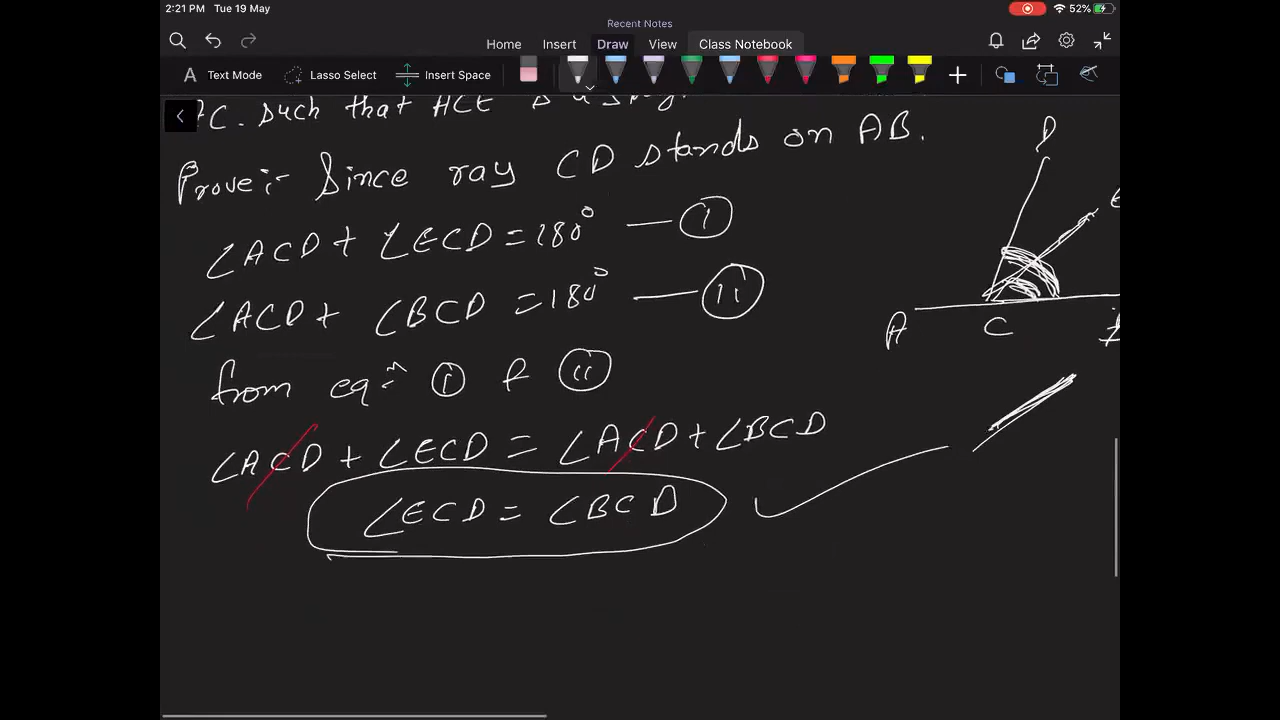 2:21 PM Tue 19 May
52%
Recent Notes
Home Insert Draw View Class Notebook
Text Mode Lasso Select Insert Space
such that ACE is a
Prove:- Since ray CD stands on AB.
∠ACD + ∠ECD = 180° — (i)
∠ACD + ∠BCD = 180° — (ii)
from eqⁿ (i) & (ii)
∠ACD + ∠ECD = ∠ACD + ∠BCD
∠ECD = ∠BCD
D
A C